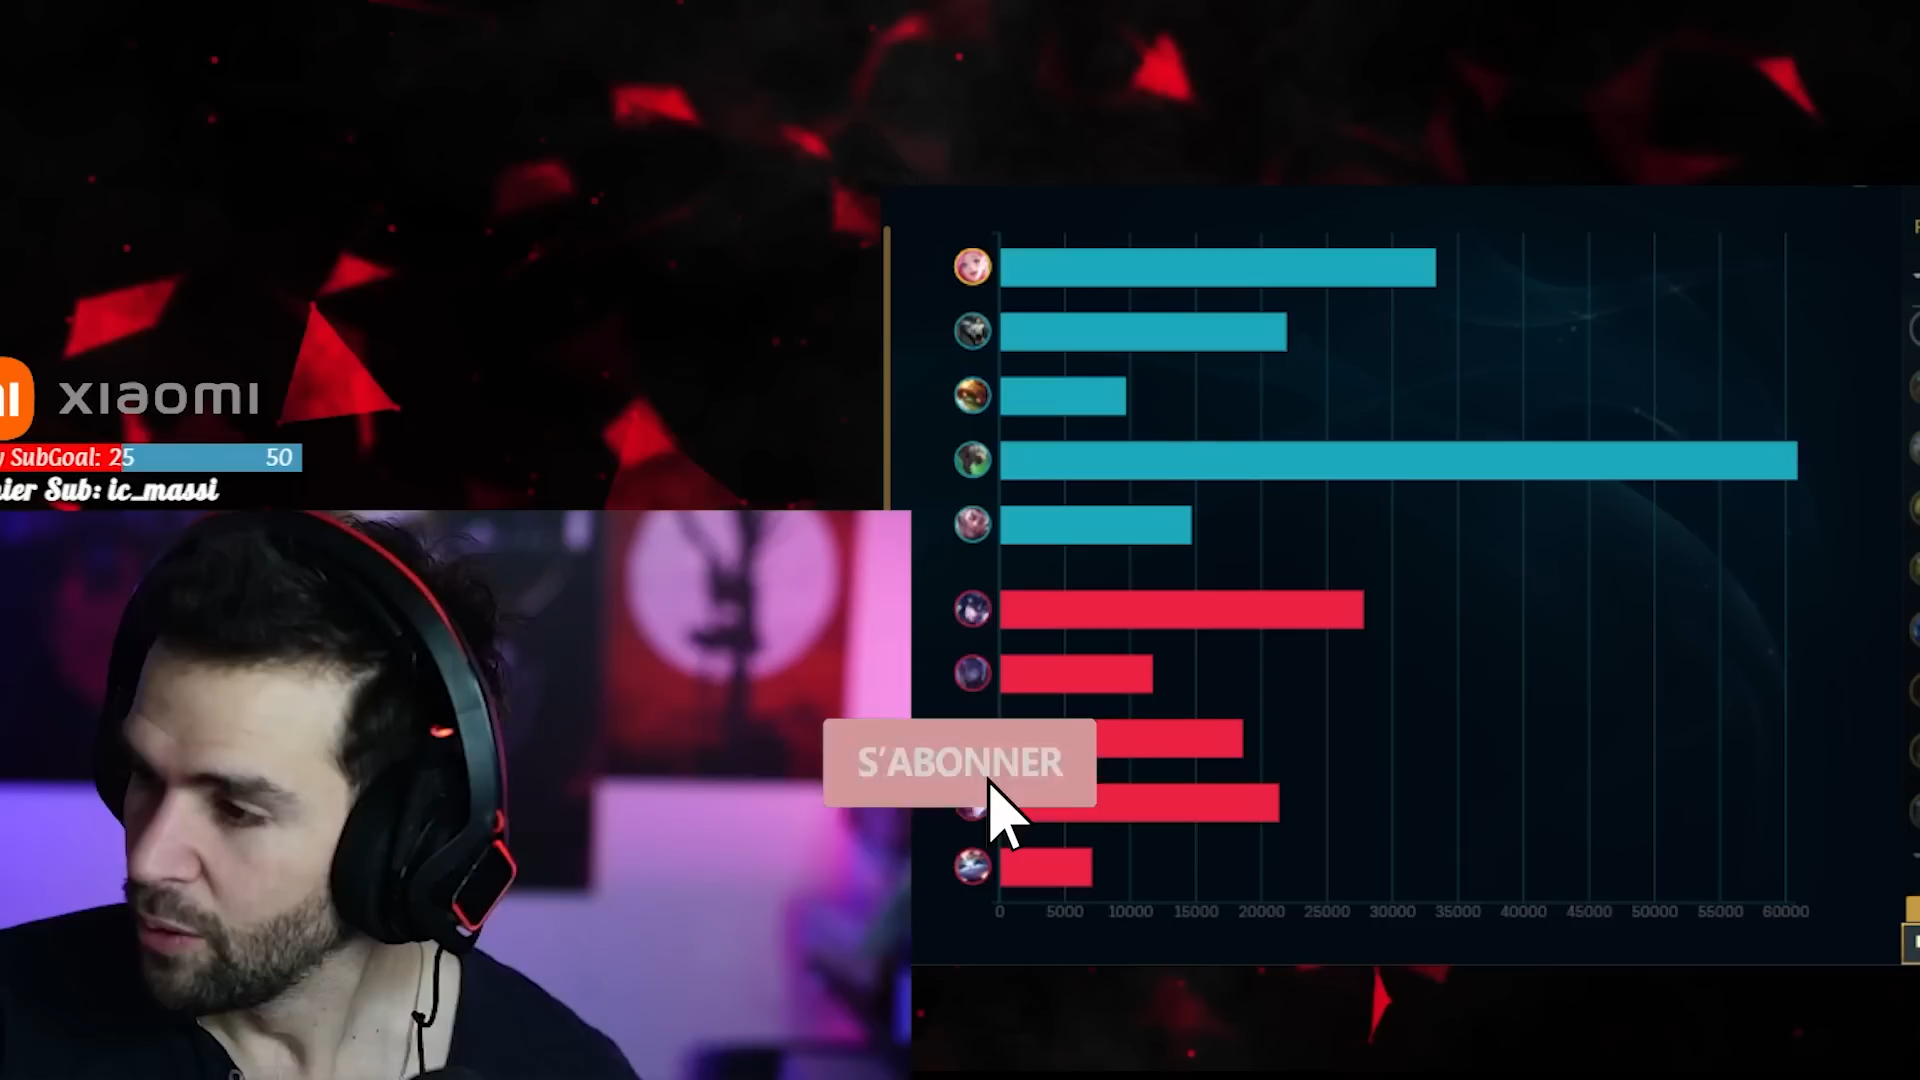 xiaomi
SubGoal: 25 50
ier Sub: ic_massi
S'ABONNER
0 5000 10000 15000 20000 25000 30000 35000 40000 45000 50000 55000 60000